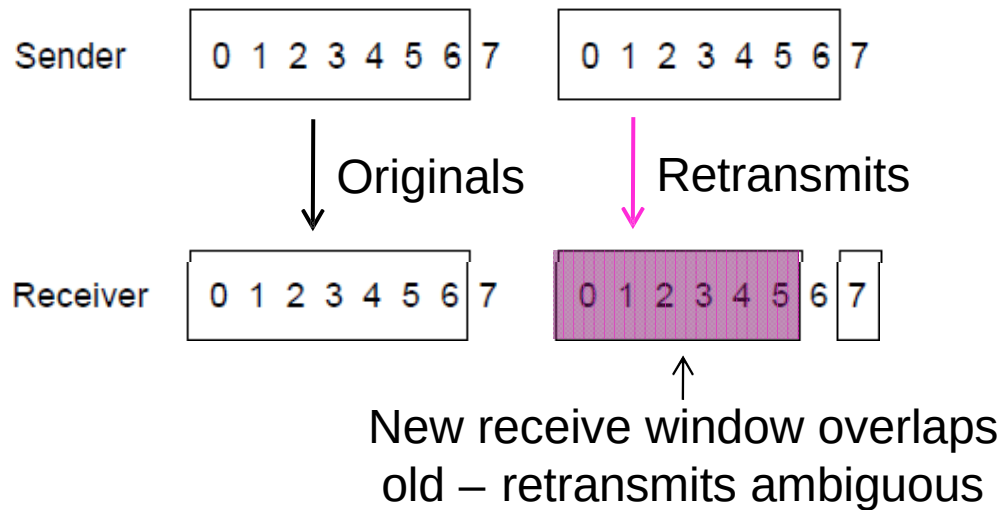 Sender 0 1 2 3 4 5 6 7 0 1 2 3 4 5 6 7
Originals Retransmits
Receiver 0 1 2 3 4 5 6 7 0 1 2 3 4 5 6 7
New receive window overlaps
old – retransmits ambiguous